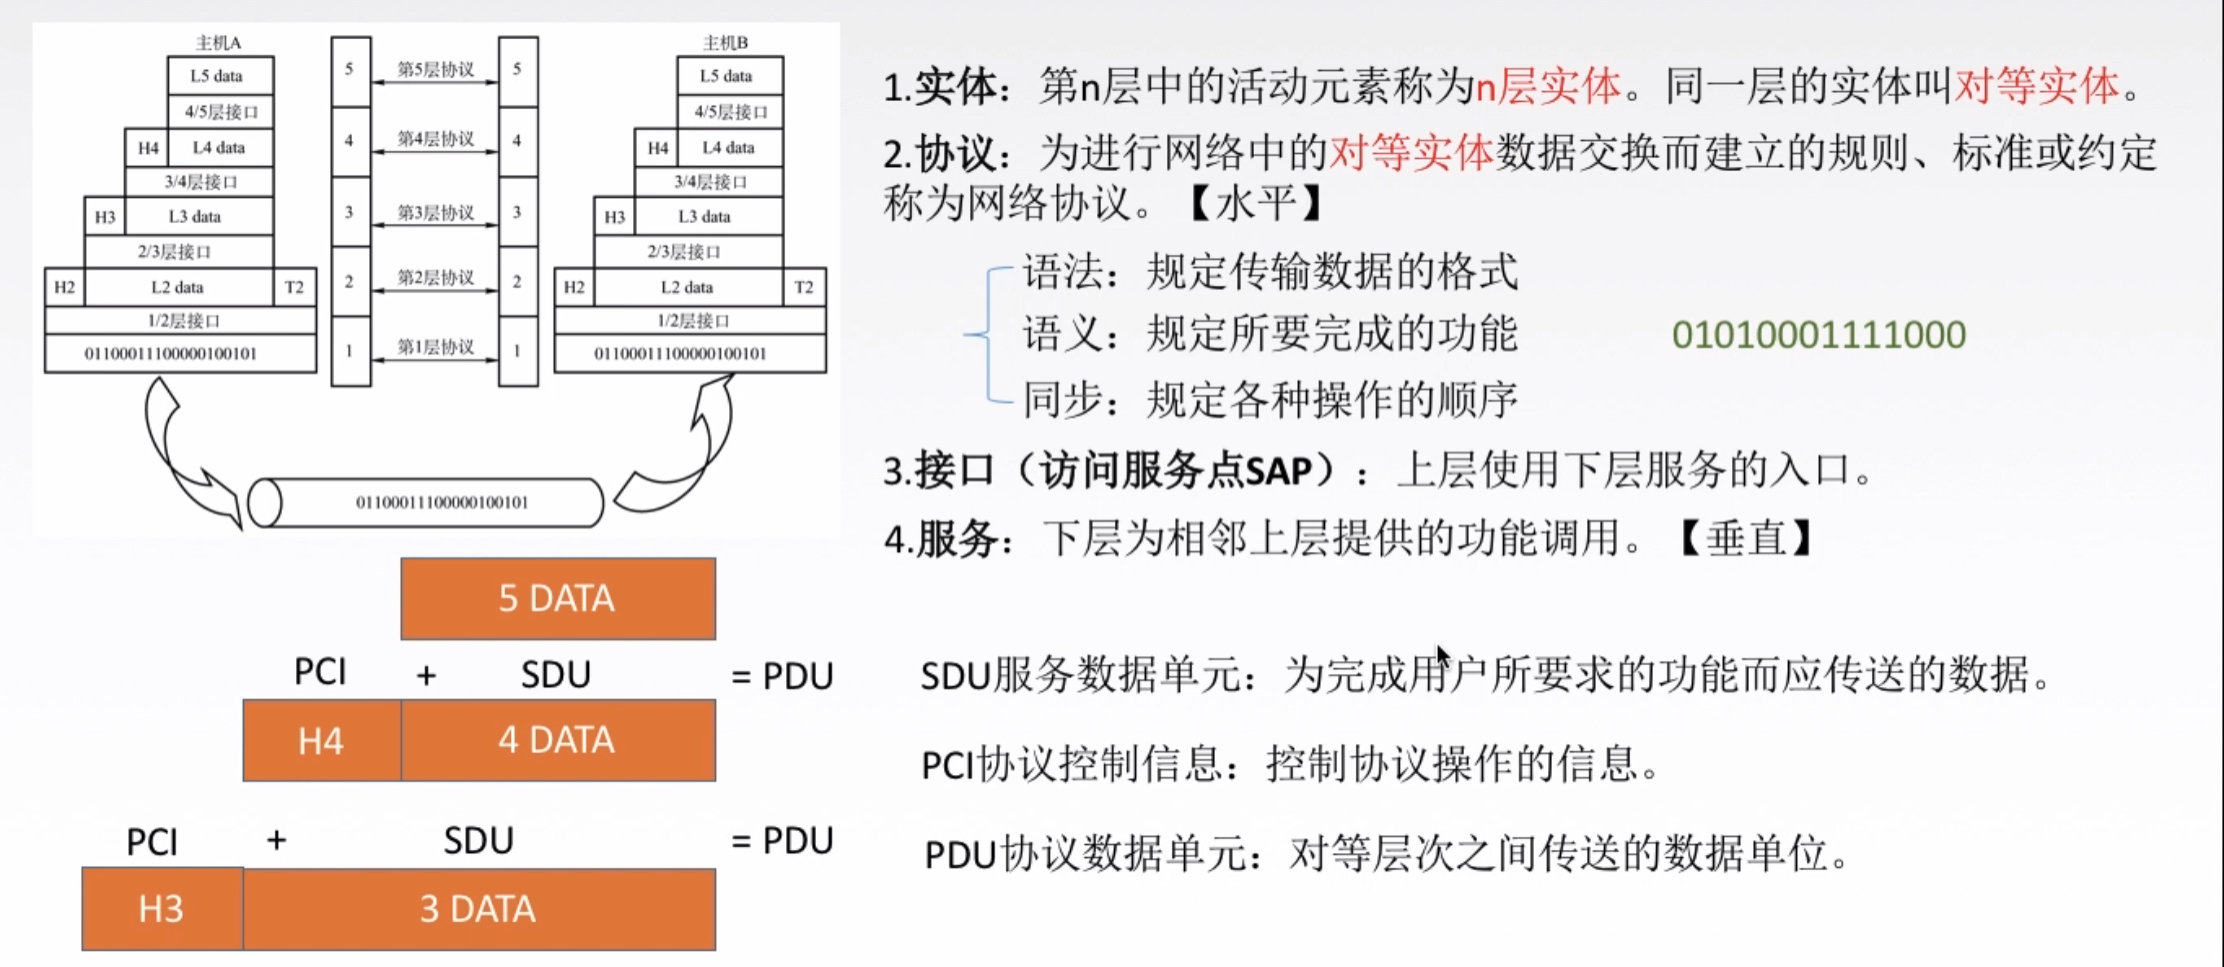 主机A
L5 data
4/5层接口
H4 L4 data
3/4层接口
H3 L3 data
2/3层接口
H2 L2 data T2
1/2层接口
01100011100000100101
5 第5层协议 5
4 第4层协议 4
3 第3层协议 3
2 第2层协议 2
1 第1层协议 1
主机B
L5 data
4/5层接口
H4 L4 data
3/4层接口
H3 L3 data
2/3层接口
H2 L2 data T2
1/2层接口
01100011100000100101
01100011100000100101
5 DATA
PCI + SDU = PDU
H4 4 DATA
PCI + SDU = PDU
H3 3 DATA
1.实体：第n层中的活动元素称为n层实体。同一层的实体叫对等实体。
2.协议：为进行网络中的对等实体数据交换而建立的规则、标准或约定
称为网络协议。【水平】
语法：规定传输数据的格式
语义：规定所要完成的功能
01010001111000
同步：规定各种操作的顺序
3.接口（访问服务点SAP）：上层使用下层服务的入口。
4.服务：下层为相邻上层提供的功能调用。【垂直】
SDU服务数据单元：为完成用户所要求的功能而应传送的数据。
PCI协议控制信息：控制协议操作的信息。
PDU协议数据单元：对等层次之间传送的数据单位。